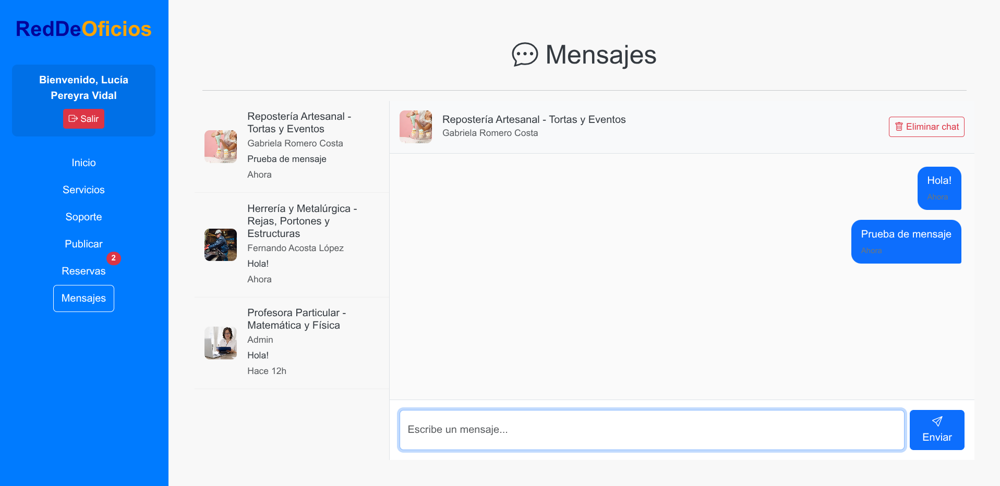 RedDeOficios
Bienvenido, Lucía
Pereyra Vidal
Salir
Inicio
Servicios
Soporte
Publicar
2
Reservas
Mensajes
Mensajes
Repostería Artesanal -
Tortas y Eventos
Gabriela Romero Costa
Prueba de mensaje
Ahora
Herrería y Metalúrgica -
Rejas, Portones y
Estructuras
Fernando Acosta López
Hola!
Ahora
Profesora Particular -
Matemática y Física
Admin
Hola!
Hace 12h
Repostería Artesanal - Tortas y Eventos
Gabriela Romero Costa
Eliminar chat
Hola!
Ahora
Prueba de mensaje
Ahora
Escribe un mensaje...
Enviar